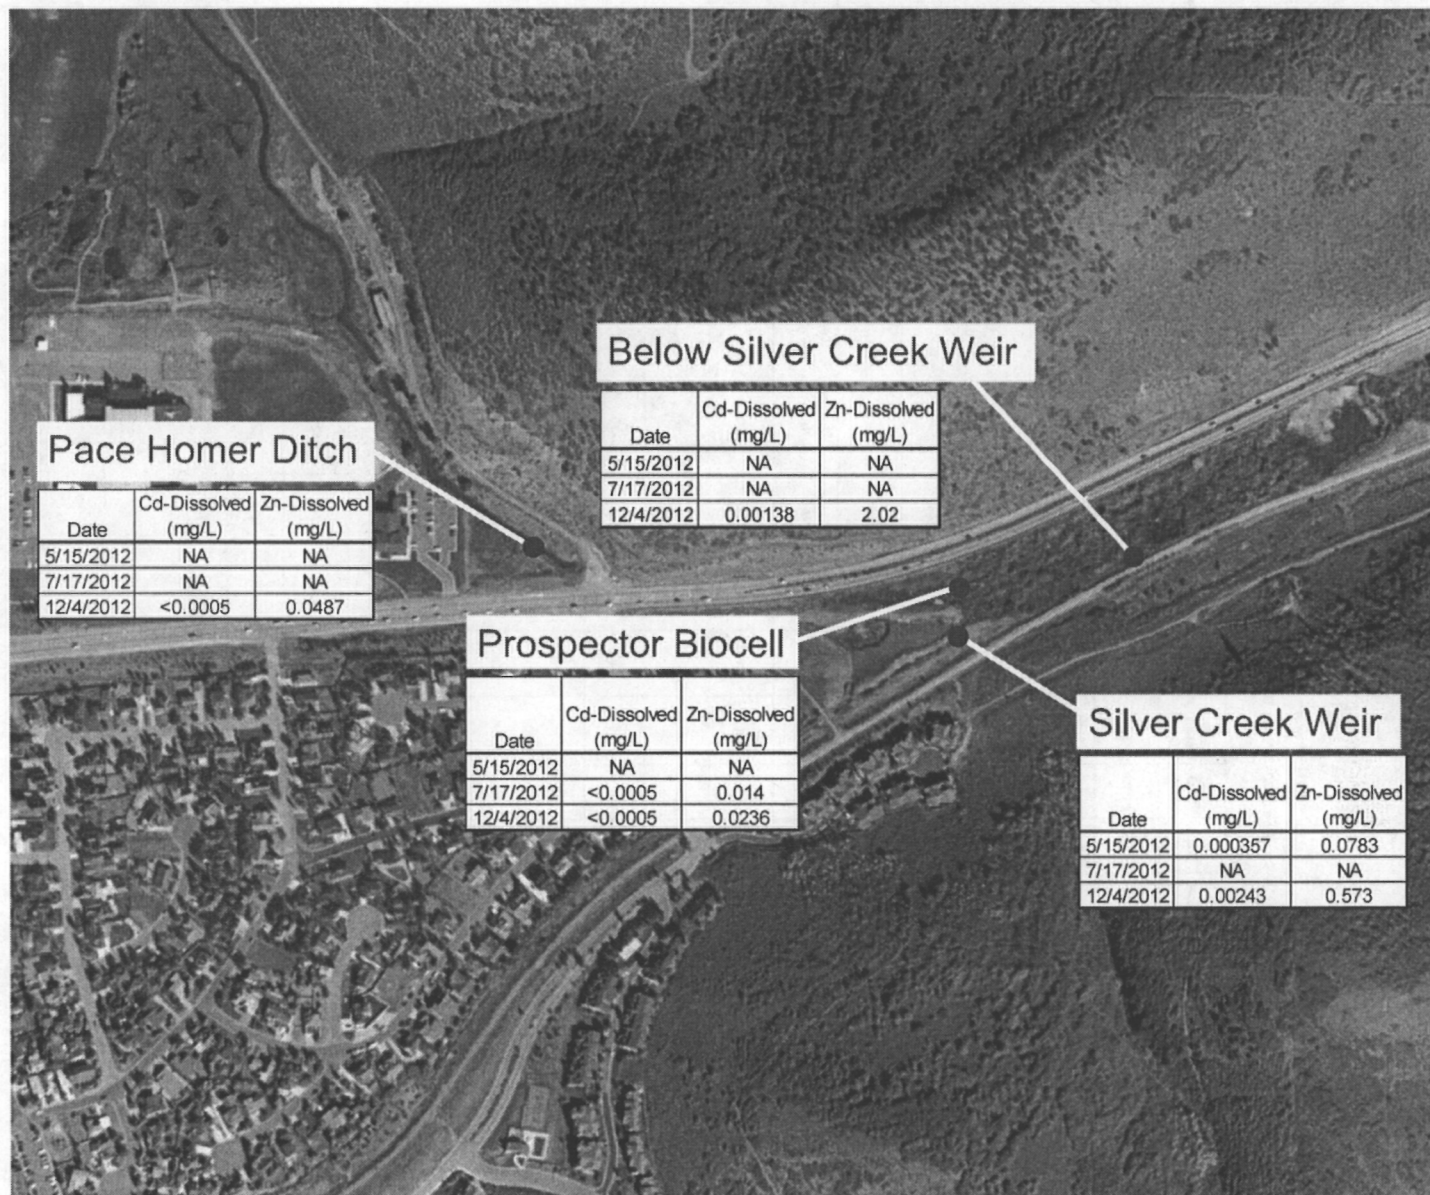 Below Silver Creek Weir
Date Cd-Dissolved (mg/L) Zn-Dissolved (mg/L)
5/15/2012 NA NA
7/17/2012 NA NA
12/4/2012 0.00138 2.02
Pace Homer Ditch
Date Cd-Dissolved (mg/L) Zn-Dissolved (mg/L)
5/15/2012 NA NA
7/17/2012 NA NA
12/4/2012 <0.0005 0.0487
Prospector Biocell
Date Cd-Dissolved (mg/L) Zn-Dissolved (mg/L)
5/15/2012 NA NA
7/17/2012 <0.0005 0.014
12/4/2012 <0.0005 0.0236
Silver Creek Weir
Date Cd-Dissolved (mg/L) Zn-Dissolved (mg/L)
5/15/2012 0.000357 0.0783
7/17/2012 NA NA
12/4/2012 0.00243 0.573